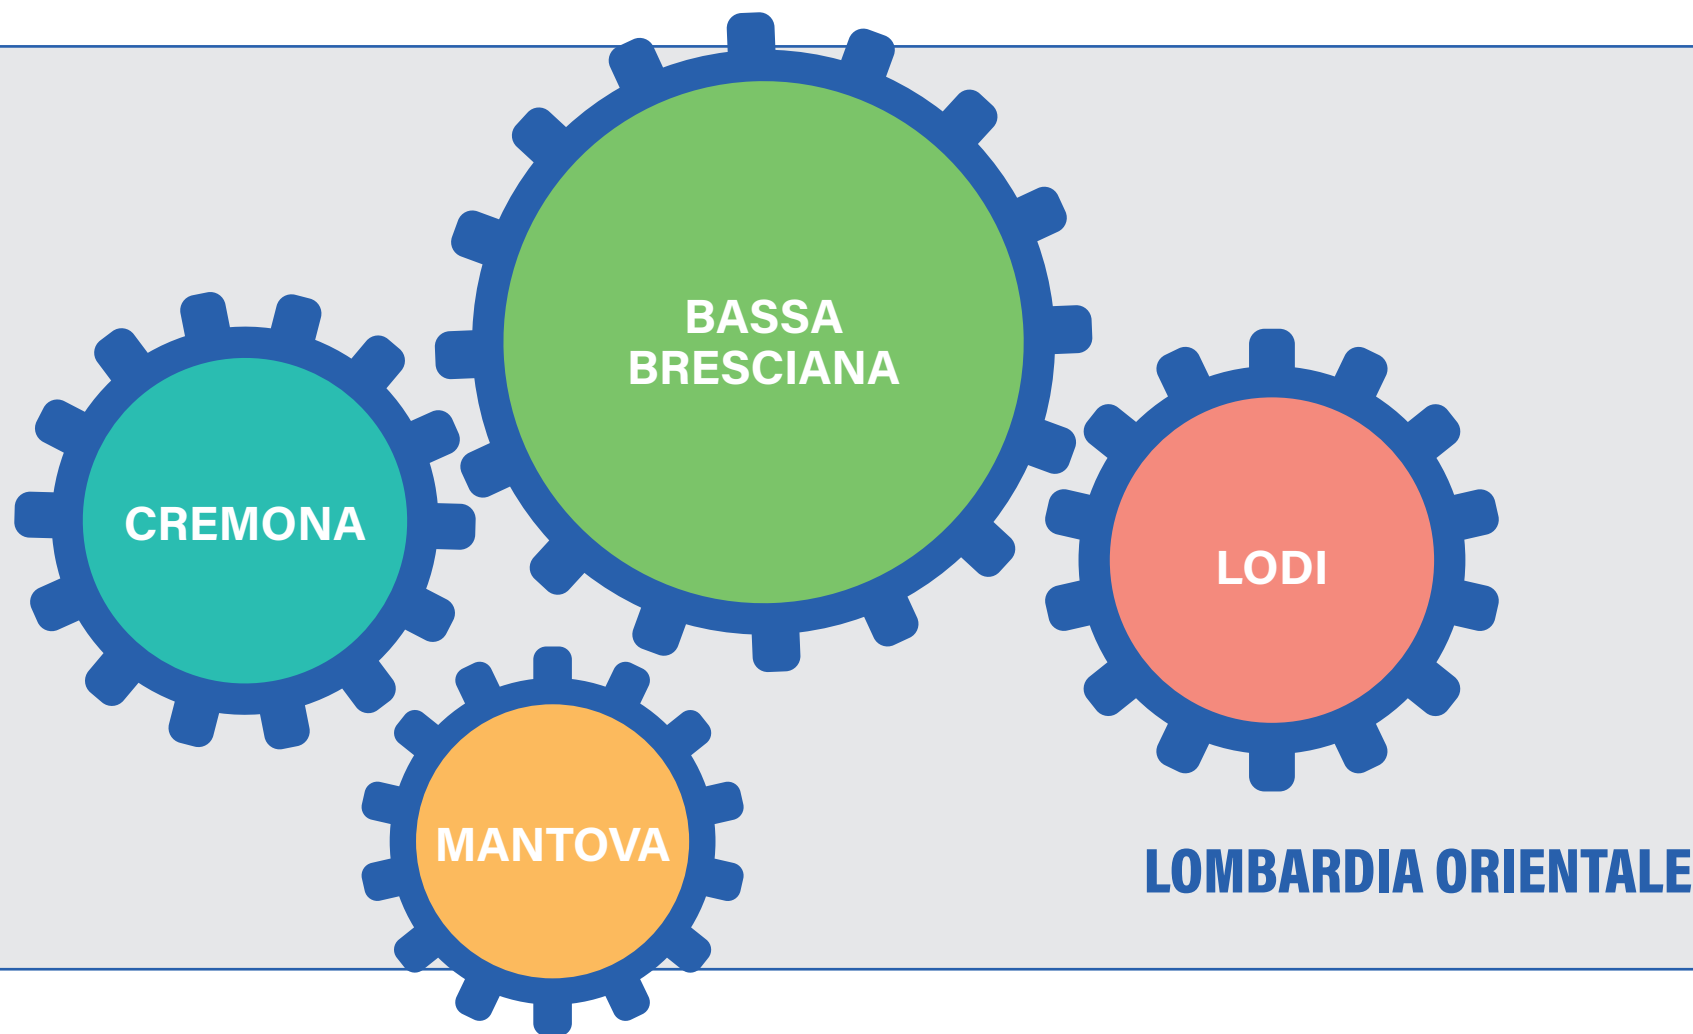 BASSA
BRESCIANA
CREMONA
LODI
MANTOVA
LOMBARDIA ORIENTALE